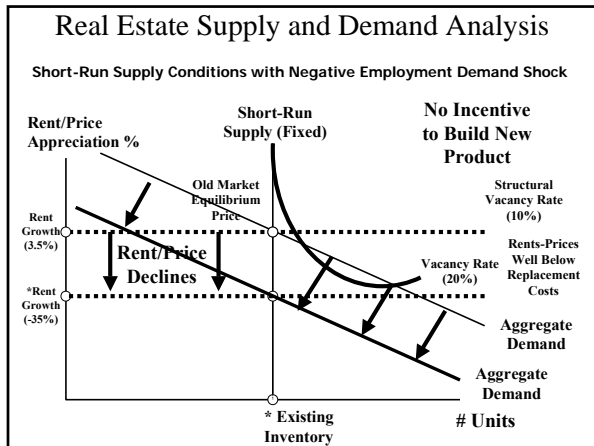 Real Estate Supply and Demand Analysis
Short-Run Supply Conditions with Negative Employment Demand Shock
Rent/Price
Appreciation %
Short-Run
Supply (Fixed)
No Incentive
to Build New
Product
Old Market
Equilibrium
Price
Structural
Vacancy Rate
(10%)
Rent
Growth
(3.5%)
Rent/Price
Declines
Vacancy Rate
(20%)
Rents-Prices
Well Below
Replacement
Costs
*Rent
Growth
(-35%)
Aggregate
Demand
Aggregate
Demand
* Existing
Inventory
# Units